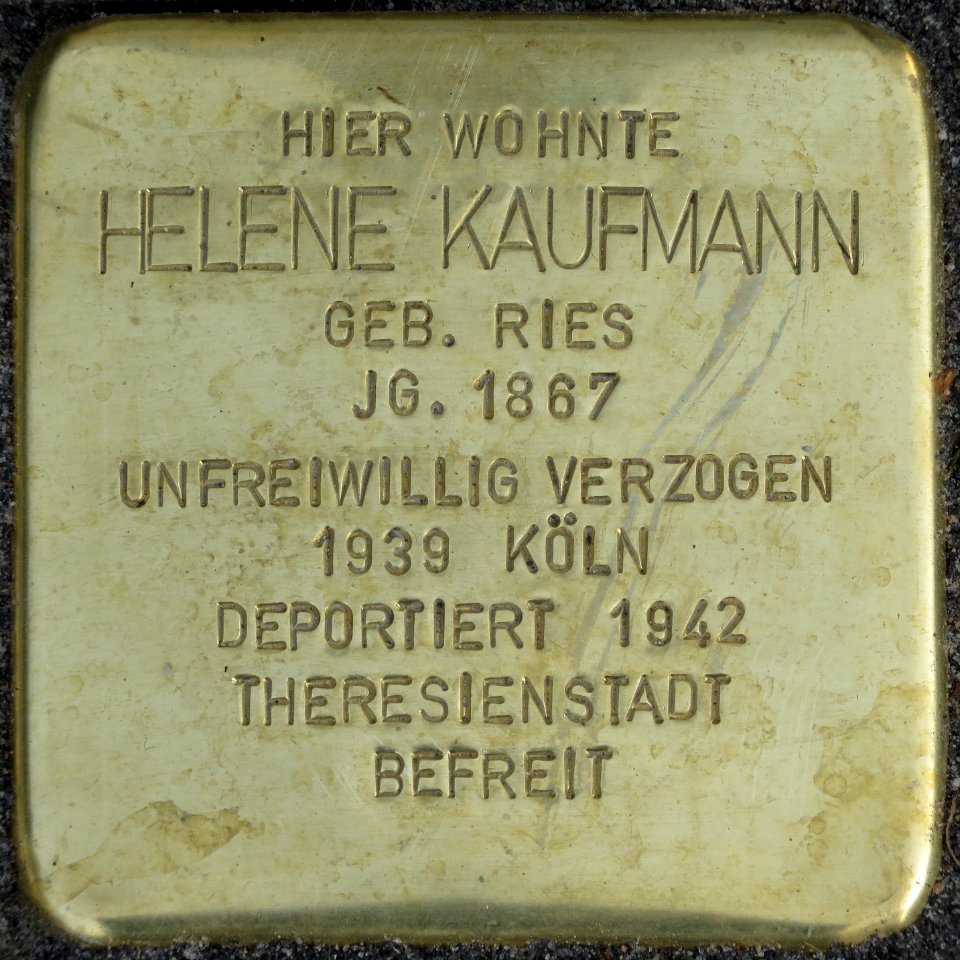 HIER WOHNTE
HELENE KAUFMANN
GEB. RIES
JG. 1867
UNFREIWILLIG VERZOGEN
1939 KÖLN
DEPORTIERT 1942
THERESIENSTADT
BEFREIT